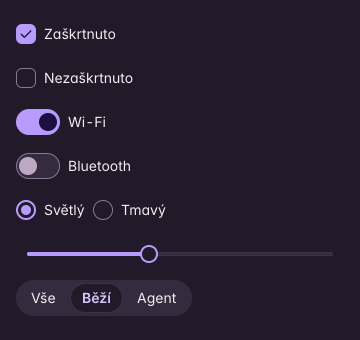 Zaškrtnuto
Nezaškrtnuto
Wi-Fi
Bluetooth
Světlý Tmavý
Vše Běží Agent